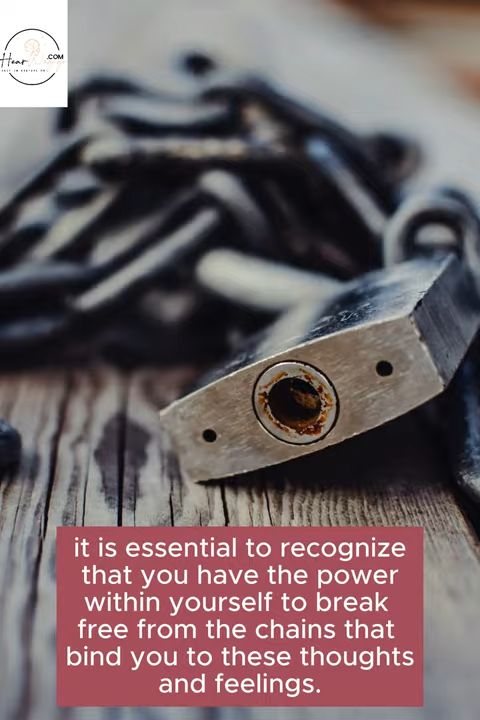 .COM
it is essential to recognize
that you have the power
within yourself to break
free from the chains that
bind you to these thoughts
and feelings.